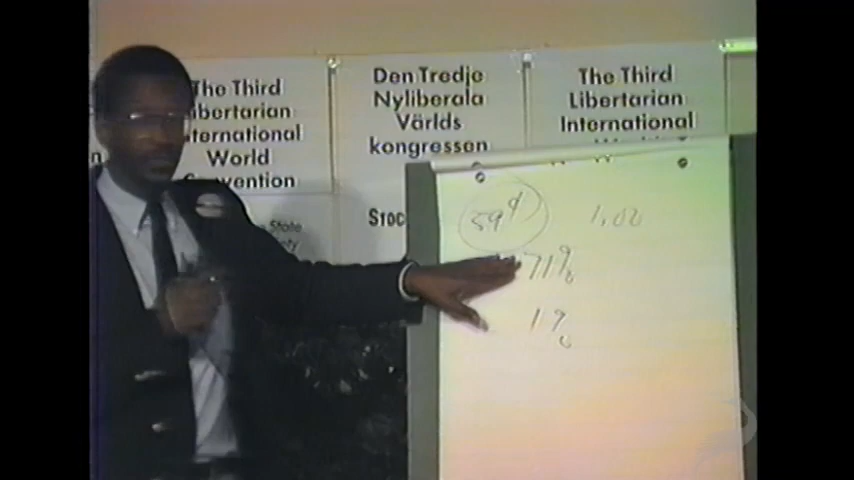 The Third
Libertarian
International
World
Convention
State
Den Tredje
Nyliberala
Världs
kongressen
Stoc
The Third
Libertarian
International
W
59¢
1,00
71%
1%